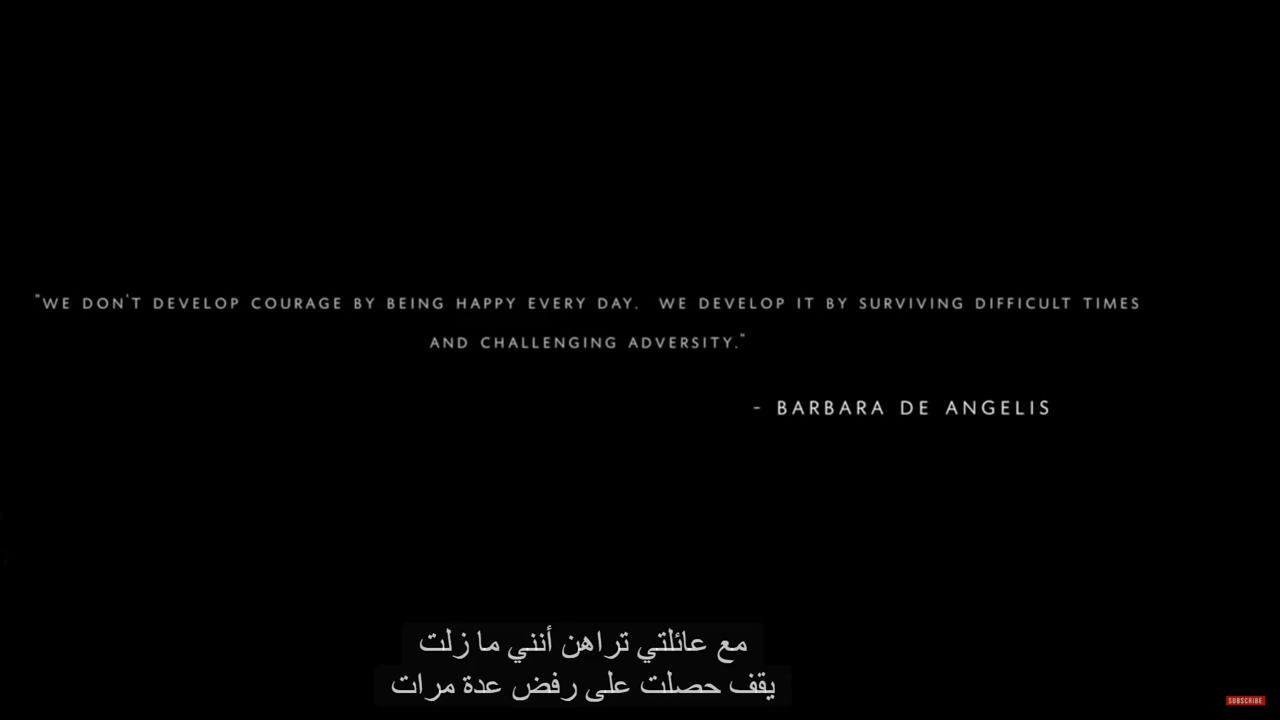 "WE DON'T DEVELOP COURAGE BY BEING HAPPY EVERY DAY. WE DEVELOP IT BY SURVIVING DIFFICULT TIMES
AND CHALLENGING ADVERSITY."
- BARBARA DE ANGELIS
مع عائلتي تراهن أنني ما زلت
يقف حصلت على رفض عدة مرات
SUBSCRIBE